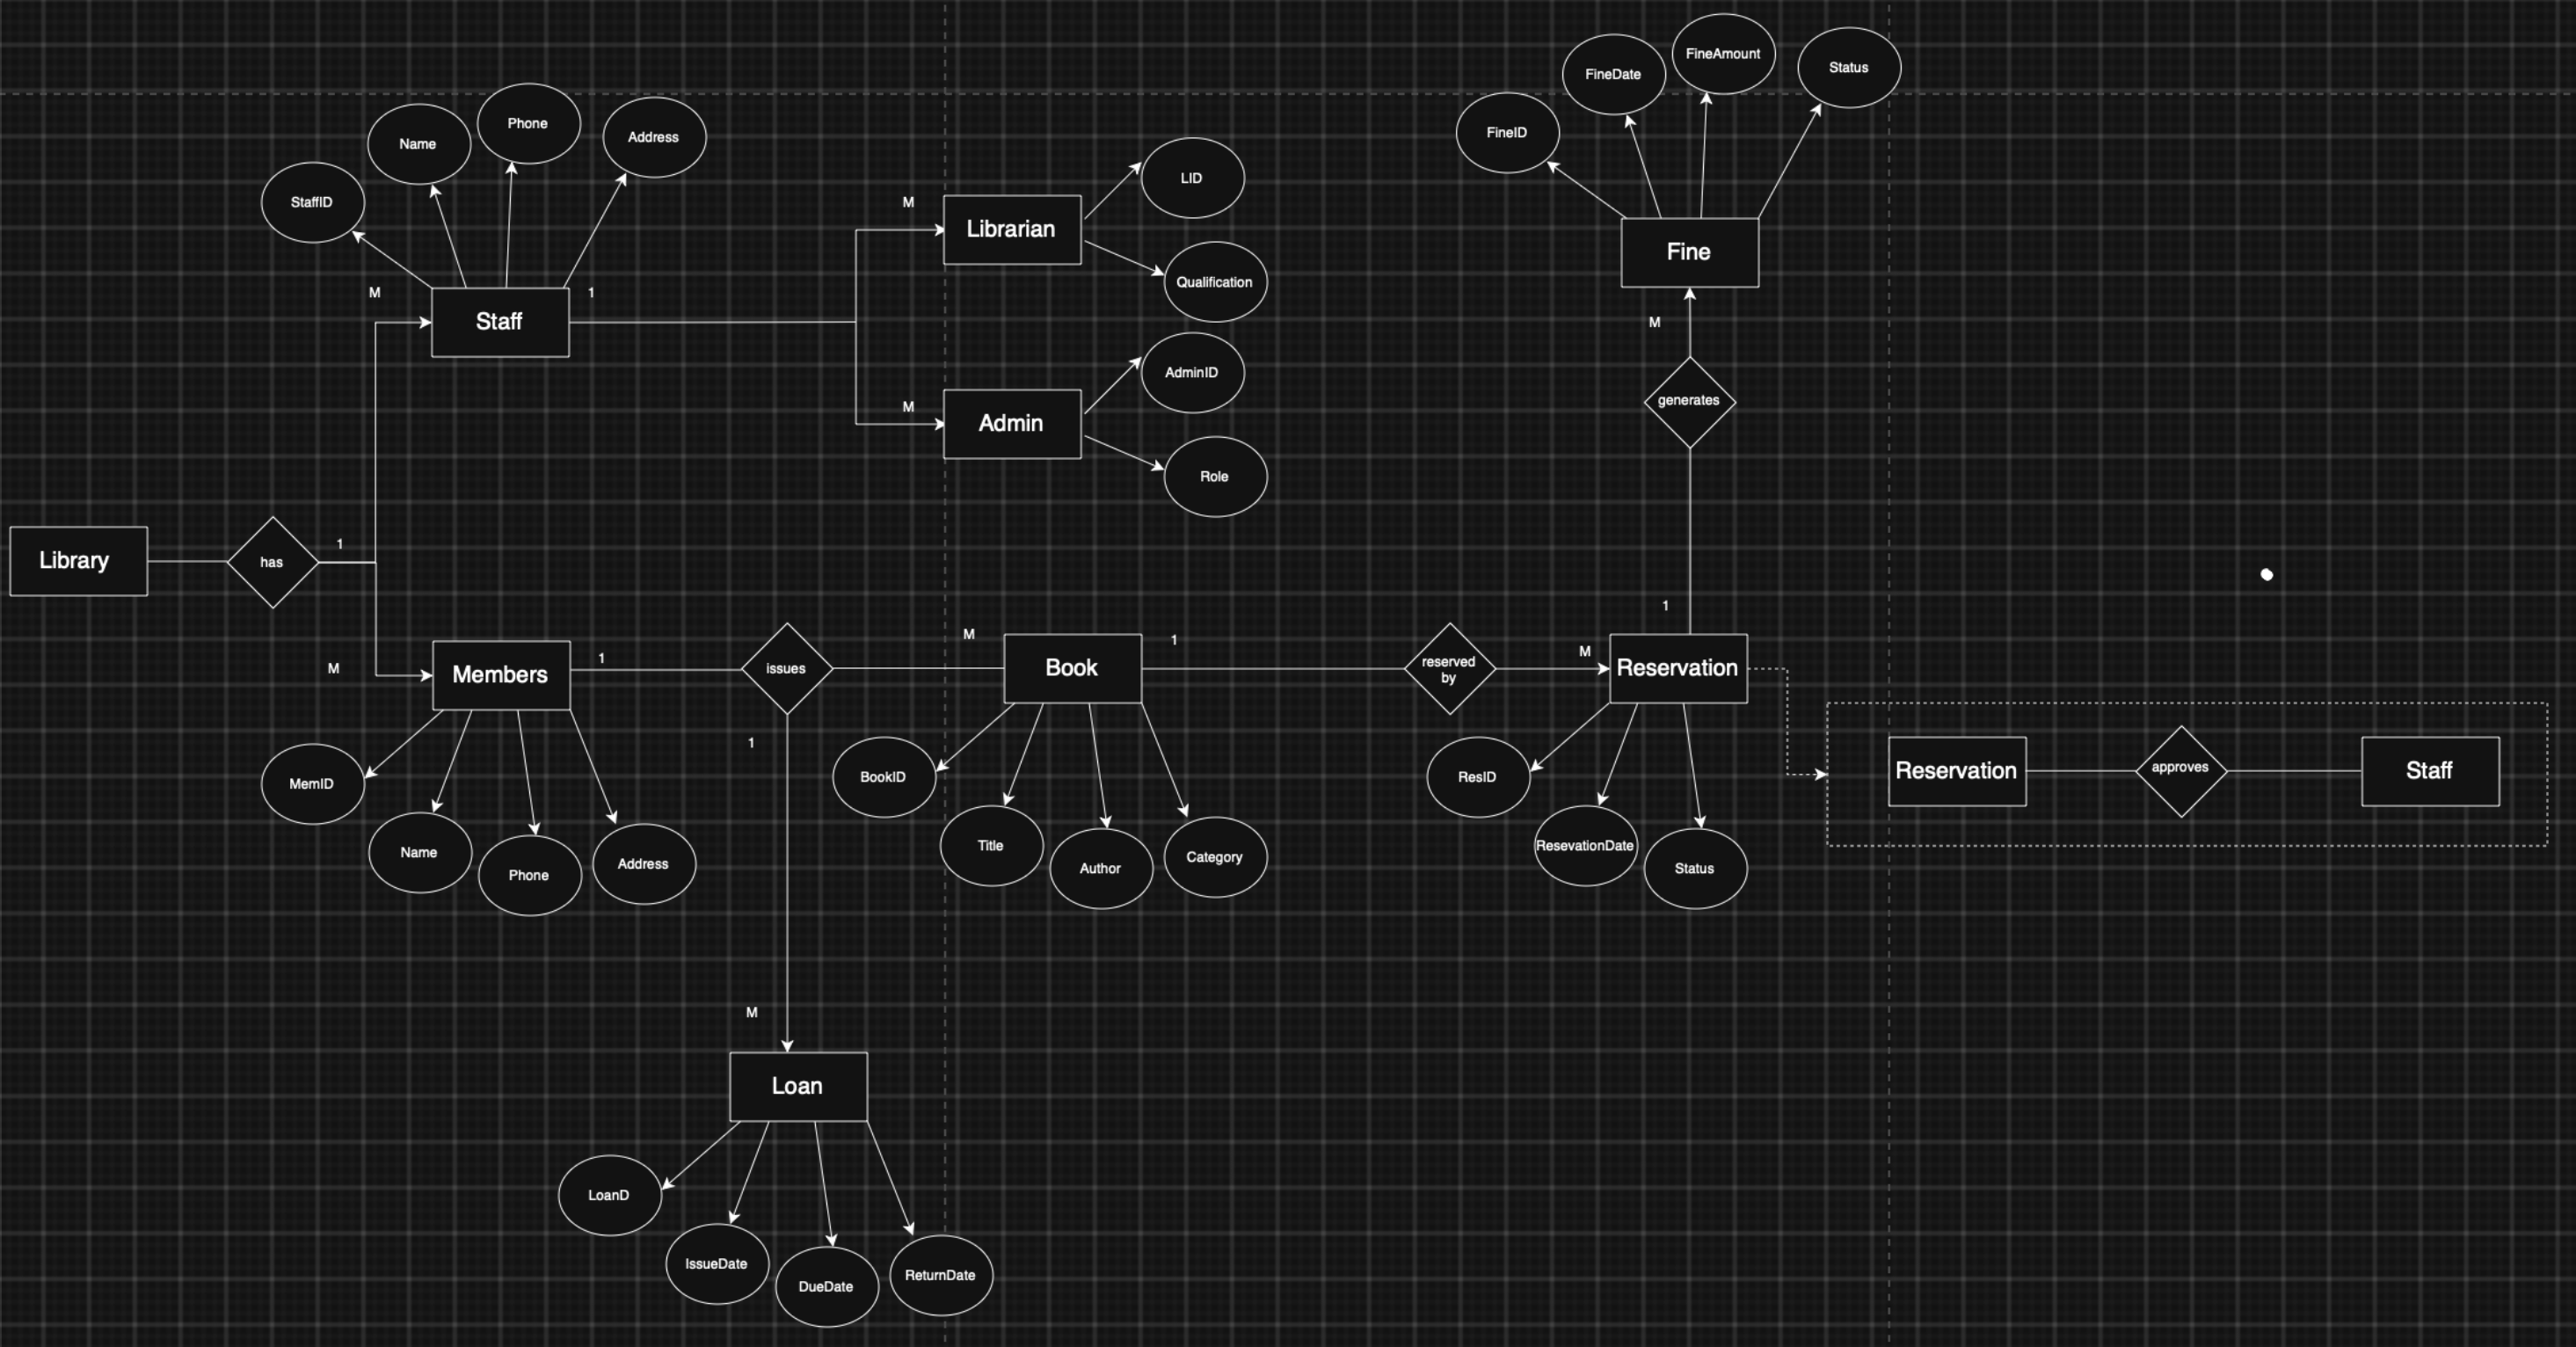 FineAmount
Status
FineDate
Phone
FineID
Address
Name
LID
StaffID
M
Librarian
Fine
Qualification
M
1
Staff
M
AdminID
generates
M
Admin
Role
1
Library
has
1
M
1
M
Members
1
issues
Book
reserved
by
M
Reservation
M
1
MemID
BookID
ResID
Reservation
approves
Staff
Name
Title
ResevationDate
Phone
Address
Author
Category
Status
M
Loan
LoanD
IssueDate
DueDate
ReturnDate